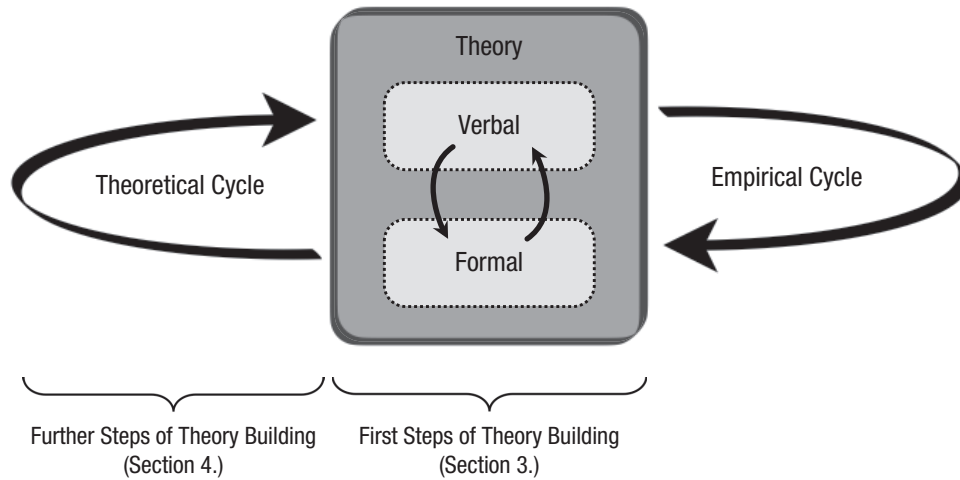 Theory
Verbal
Theoretical Cycle
Empirical Cycle
Formal
Further Steps of Theory Building
(Section 4.)
First Steps of Theory Building
(Section 3.)